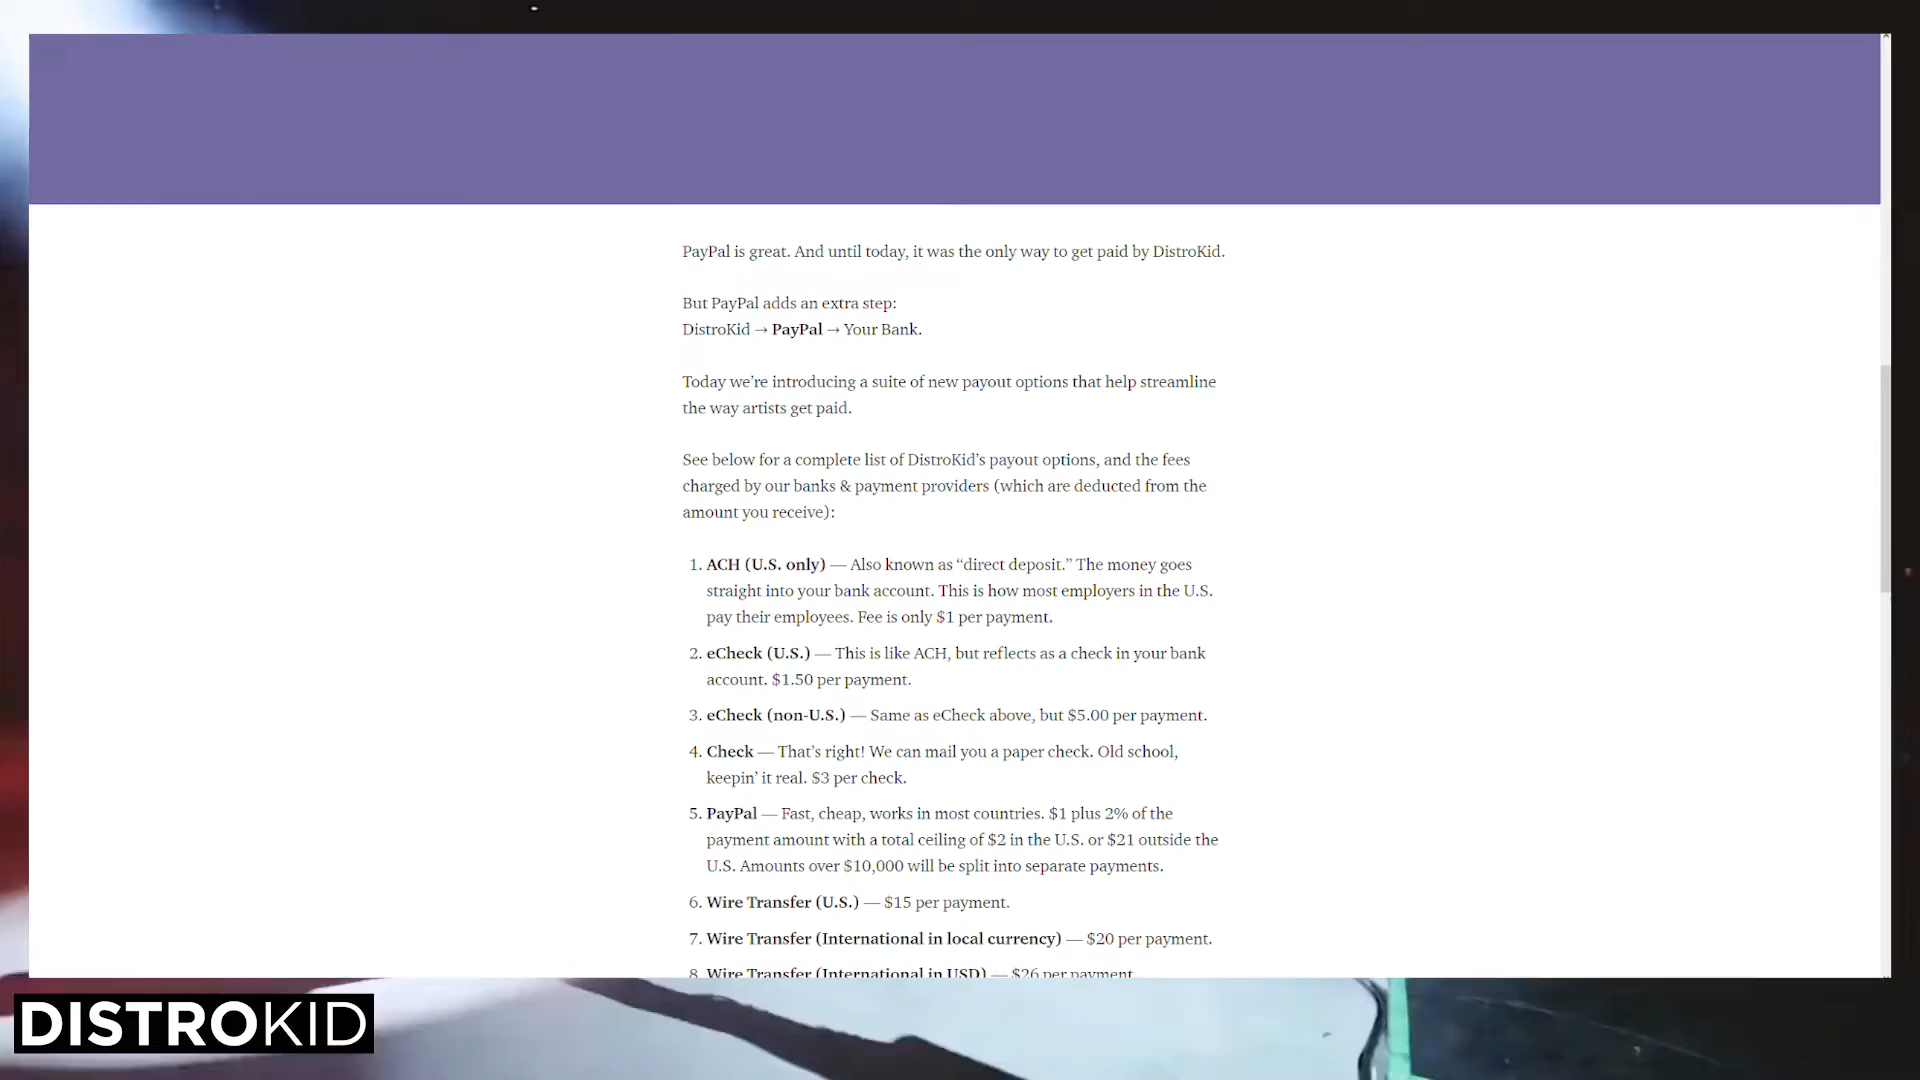 PayPal is great. And until today, it was the only way to get paid by DistroKid.
But PayPal adds an extra step:
DistroKid → PayPal → Your Bank.
Today we’re introducing a suite of new payout options that help streamline
the way artists get paid.
See below for a complete list of DistroKid’s payout options, and the fees
charged by our banks & payment providers (which are deducted from the
amount you receive):
1. ACH (U.S. only) — Also known as “direct deposit.” The money goes
straight into your bank account. This is how most employers in the U.S.
pay their employees. Fee is only $1 per payment.
2. eCheck (U.S.) — This is like ACH, but reflects as a check in your bank
account. $1.50 per payment.
3. eCheck (non-U.S.) — Same as eCheck above, but $5.00 per payment.
4. Check — That’s right! We can mail you a paper check. Old school,
keepin’ it real. $3 per check.
5. PayPal — Fast, cheap, works in most countries. $1 plus 2% of the
payment amount with a total ceiling of $2 in the U.S. or $21 outside the
U.S. Amounts over $10,000 will be split into separate payments.
6. Wire Transfer (U.S.) — $15 per payment.
7. Wire Transfer (International in local currency) — $20 per payment.
8. Wire Transfer (International in USD) — $26 per payment.
DISTROKID